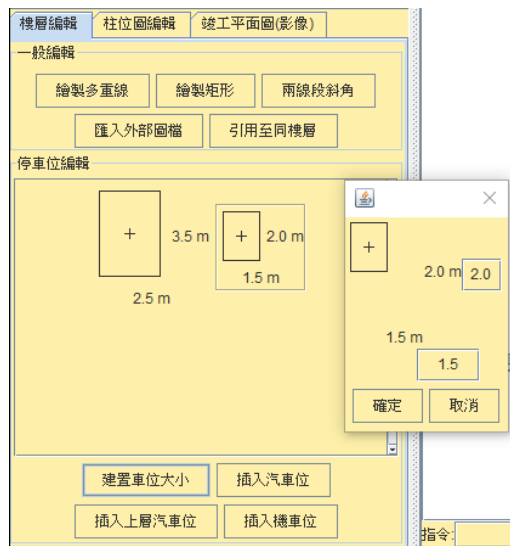 樓層編輯 柱位圖編輯 竣工平面圖(影像)
一般編輯
繪製多重線 繪製矩形 兩線段斜角
匯入外部圖檔 引用至同樓層
停車位編輯
3.5 m 2.0 m
1.5 m
2.5 m
2.0 m 2.0
1.5 m
1.5
確定 取消
建置車位大小 插入汽車位
插入上層汽車位 插入機車位
指令: